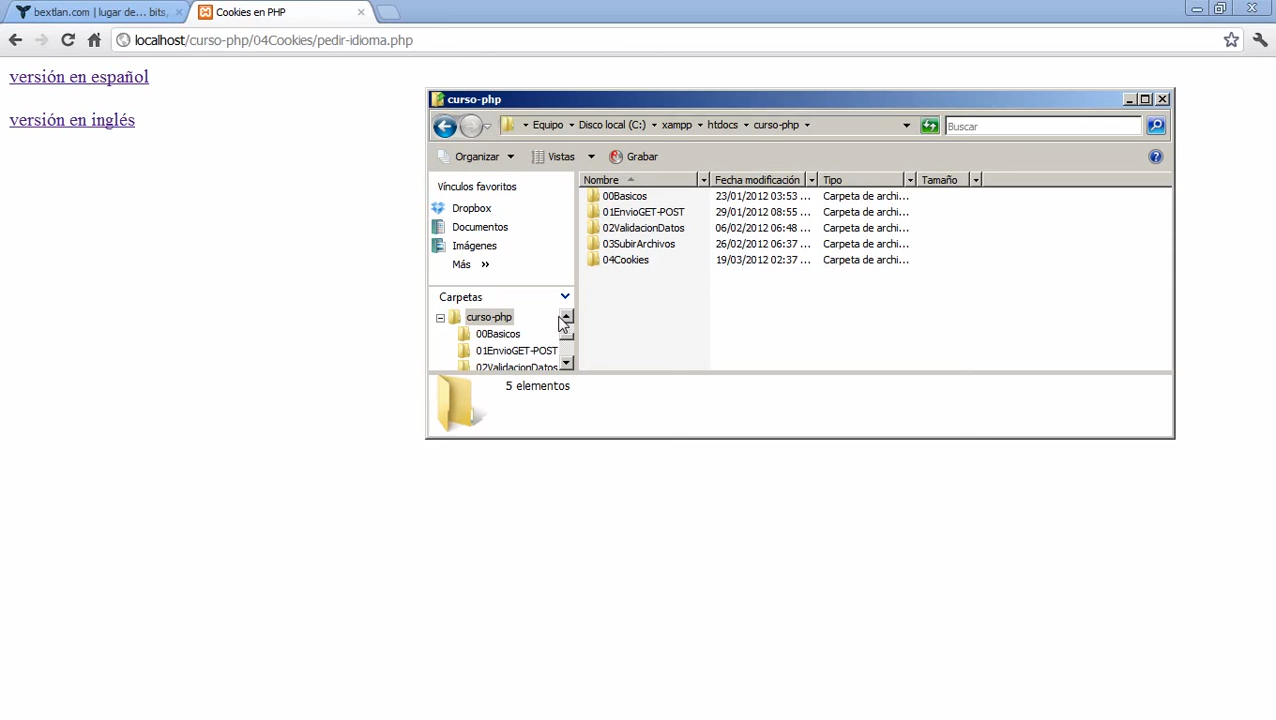 bextlan.com | lugar de... bits,
Cookies en PHP
localhost/curso-php/04Cookies/pedir-idioma.php
versión en español
versión en inglés
curso-php
Equipo Disco local (C:) xampp htdocs curso-php
Buscar
Organizar Vistas Grabar
Vínculos favoritos
Dropbox
Documentos
Imágenes
Más »
Carpetas
curso-php
00Basicos
01EnvioGET-POST
02ValidacionDatos
Nombre Fecha modificación Tipo Tamaño
00Basicos 23/01/2012 03:53 ... Carpeta de archi...
01EnvioGET-POST 29/01/2012 08:55 ... Carpeta de archi...
02ValidacionDatos 06/02/2012 06:48 ... Carpeta de archi...
03SubirArchivos 26/02/2012 06:37 ... Carpeta de archi...
04Cookies 19/03/2012 02:37 ... Carpeta de archi...
5 elementos